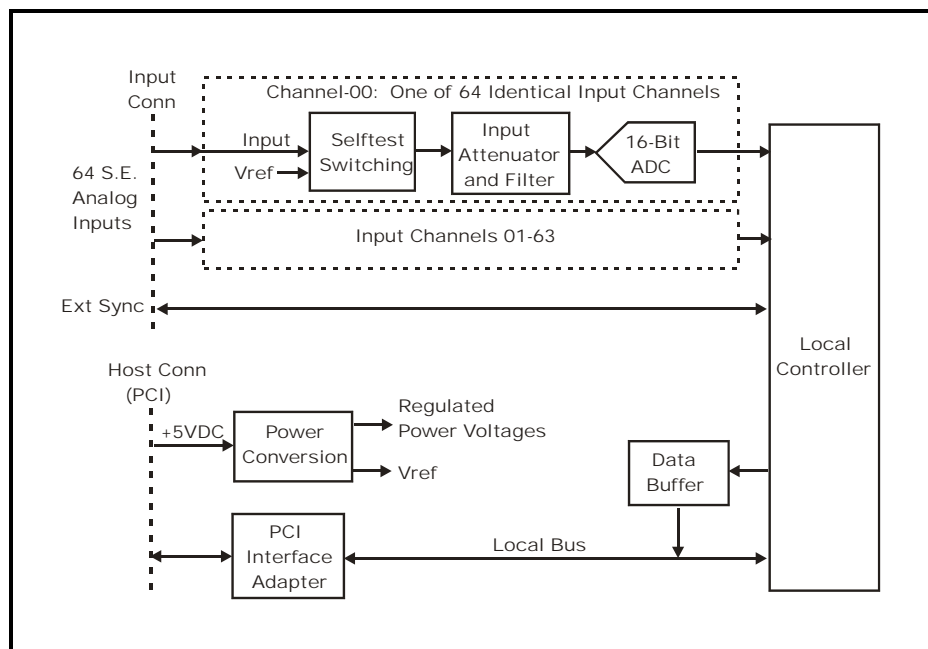 Input
Conn
Channel-00:  One of 64 Identical Input Channels
Input
Vref
Selftest
Switching
Input
Attenuator
and Filter
16-Bit
ADC
64 S.E.
Analog
Inputs
Input Channels 01-63
Ext Sync
Local
Controller
Host Conn
(PCI)
+5VDC
Power
Conversion
Regulated
Power Voltages
Vref
Data
Buffer
PCI
Interface
Adapter
Local Bus